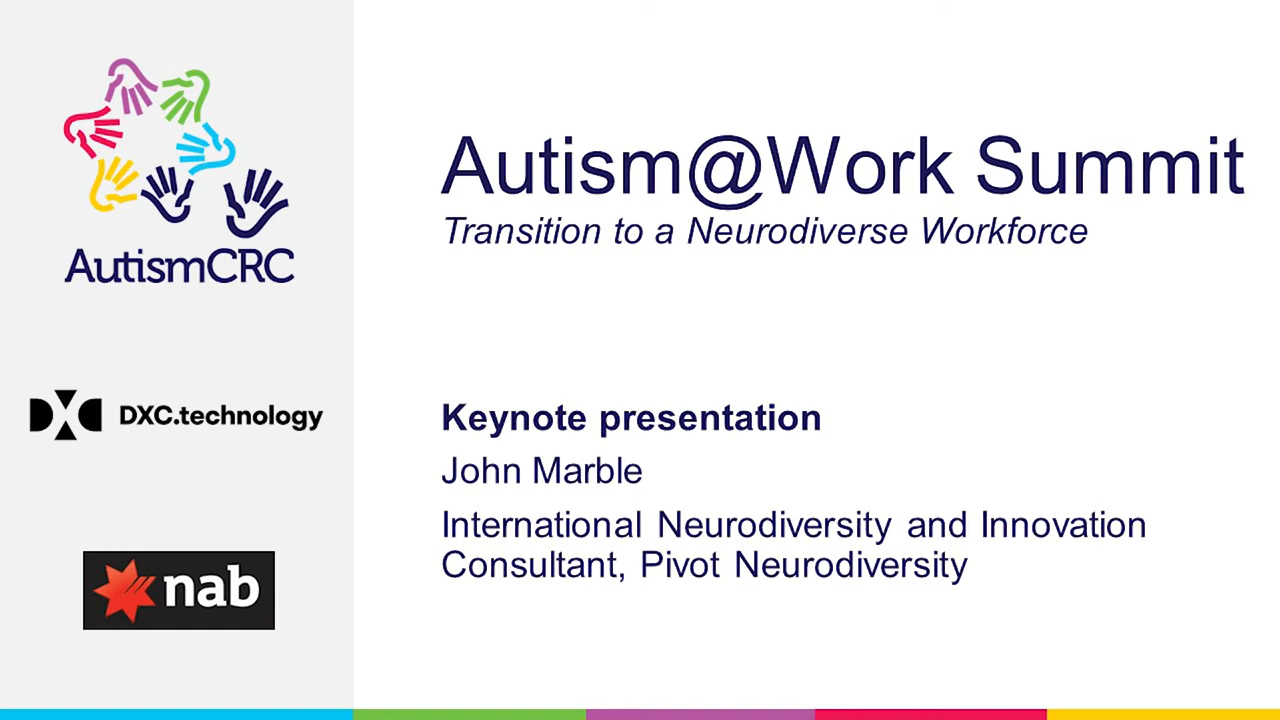 AutismCRC
DXC.technology
nab
Autism@Work Summit
Transition to a Neurodiverse Workforce
Keynote presentation
John Marble
International Neurodiversity and Innovation
Consultant, Pivot Neurodiversity